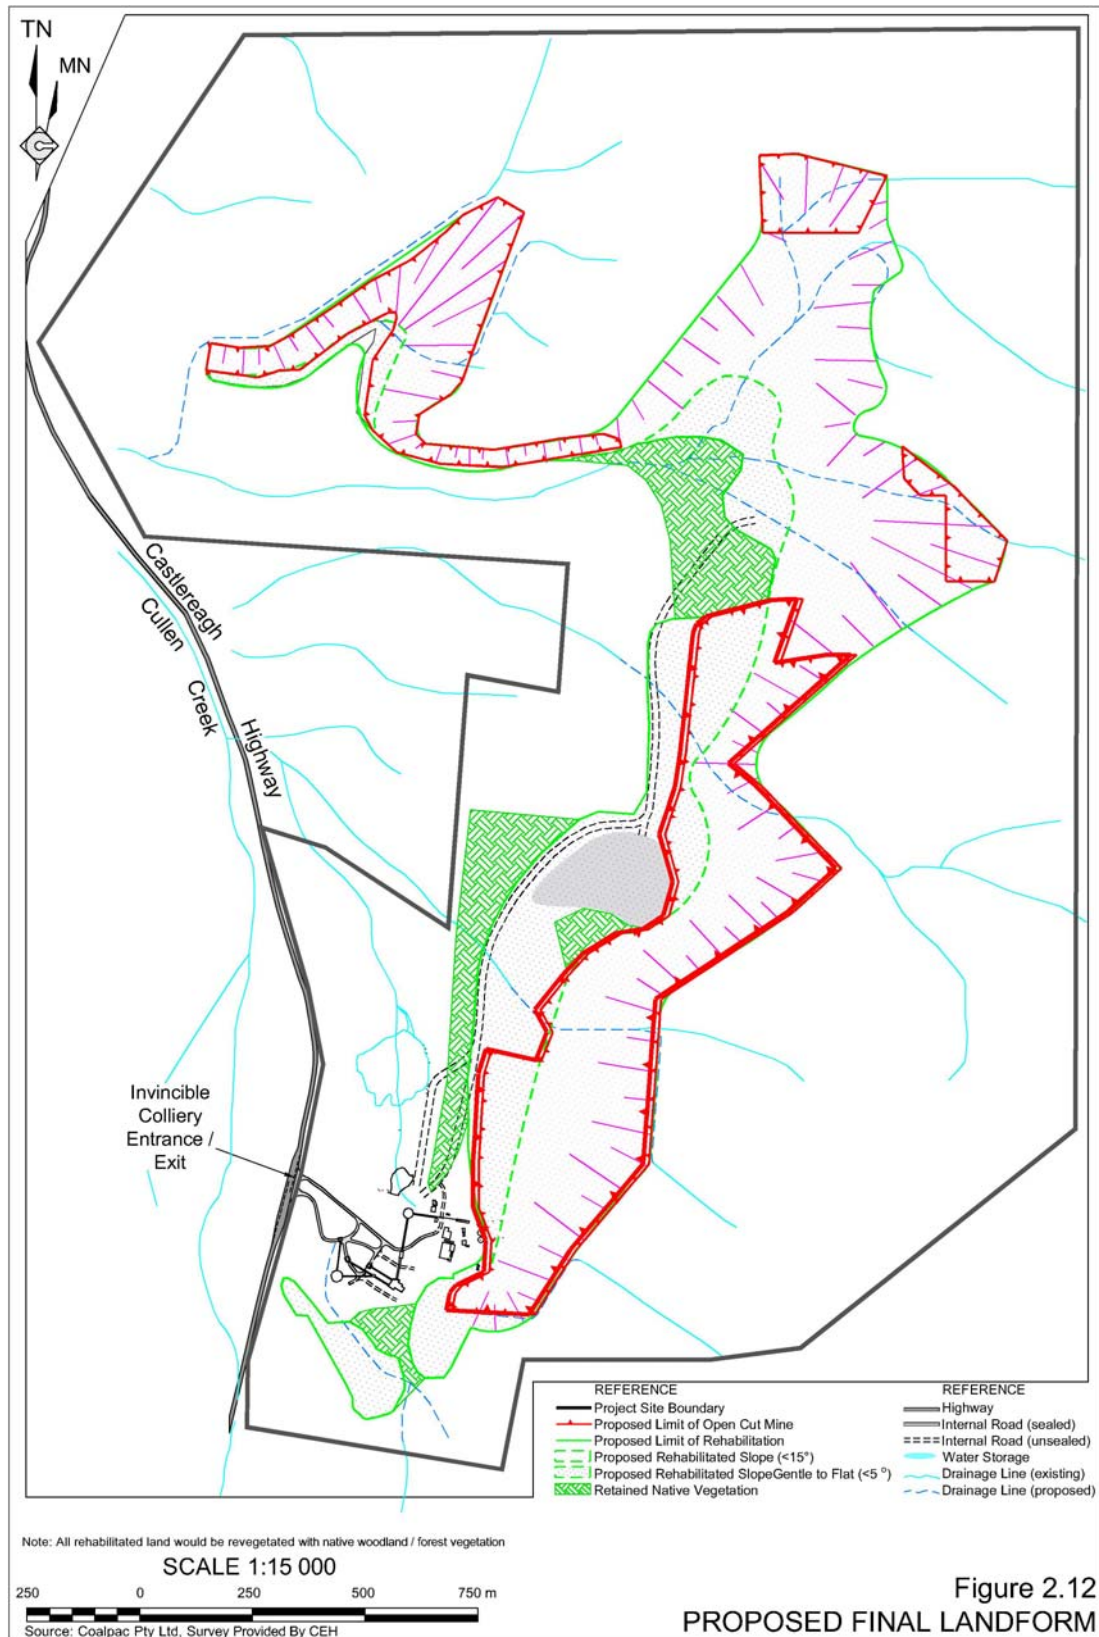 TN
MN
Castlereagh
Highway
Cullen
Creek
Invincible
Colliery
Entrance /
Exit
REFERENCE
Project Site Boundary
Proposed Limit of Open Cut Mine
Proposed Limit of Rehabilitation
Proposed Rehabilitated Slope (<15°)
Proposed Rehabilitated SlopeGentle to Flat (<5 °)
Retained Native Vegetation
REFERENCE
Highway
Internal Road (sealed)
Internal Road (unsealed)
Water Storage
Drainage Line (existing)
Drainage Line (proposed)
Note: All rehabilitated land would be revegetated with native woodland / forest vegetation
SCALE 1:15 000
250 0 250 500 750 m
Source: Coalpac Pty Ltd, Survey Provided By CEH
Figure 2.12
PROPOSED FINAL LANDFORM